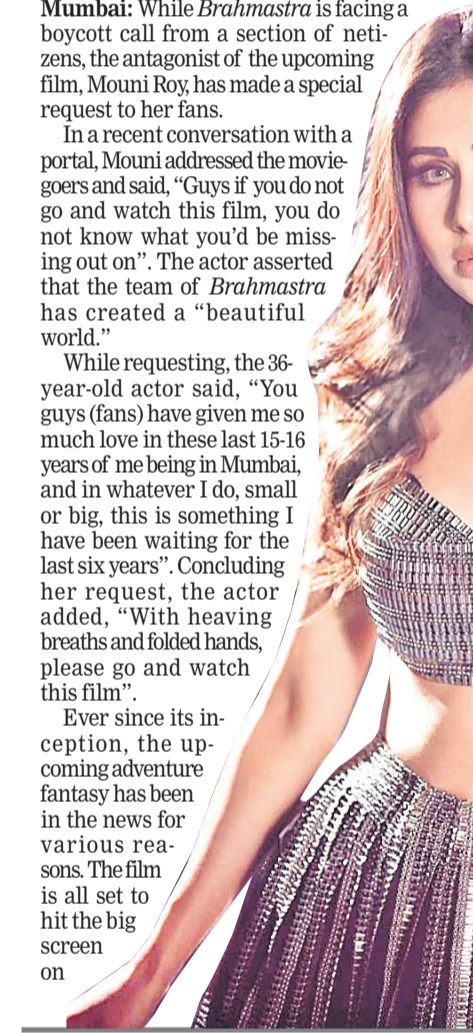 Mumbai: While Brahmastra is facing a
boycott call from a section of neti-
zens, the antagonist of the upcoming
film, Mouni Roy, has made a special
request to her fans.
In a recent conversation with a
portal, Mouni addressed the movie-
goers and said, “Guys if you do not
go and watch this film, you do
not know what you’d be miss-
ing out on”. The actor asserted
that the team of Brahmastra
has created a “beautiful
world.”
While requesting, the 36-
year-old actor said, “You
guys (fans) have given me so
much love in these last 15-16
years of me being in Mumbai,
and in whatever I do, small
or big, this is something I
have been waiting for the
last six years”. Concluding
her request, the actor
added, “With heaving
breaths and folded hands,
please go and watch
this film”.
Ever since its in-
ception, the up-
coming adventure
fantasy has been
in the news for
various rea-
sons. The film
is all set to
hit the big
screen
on